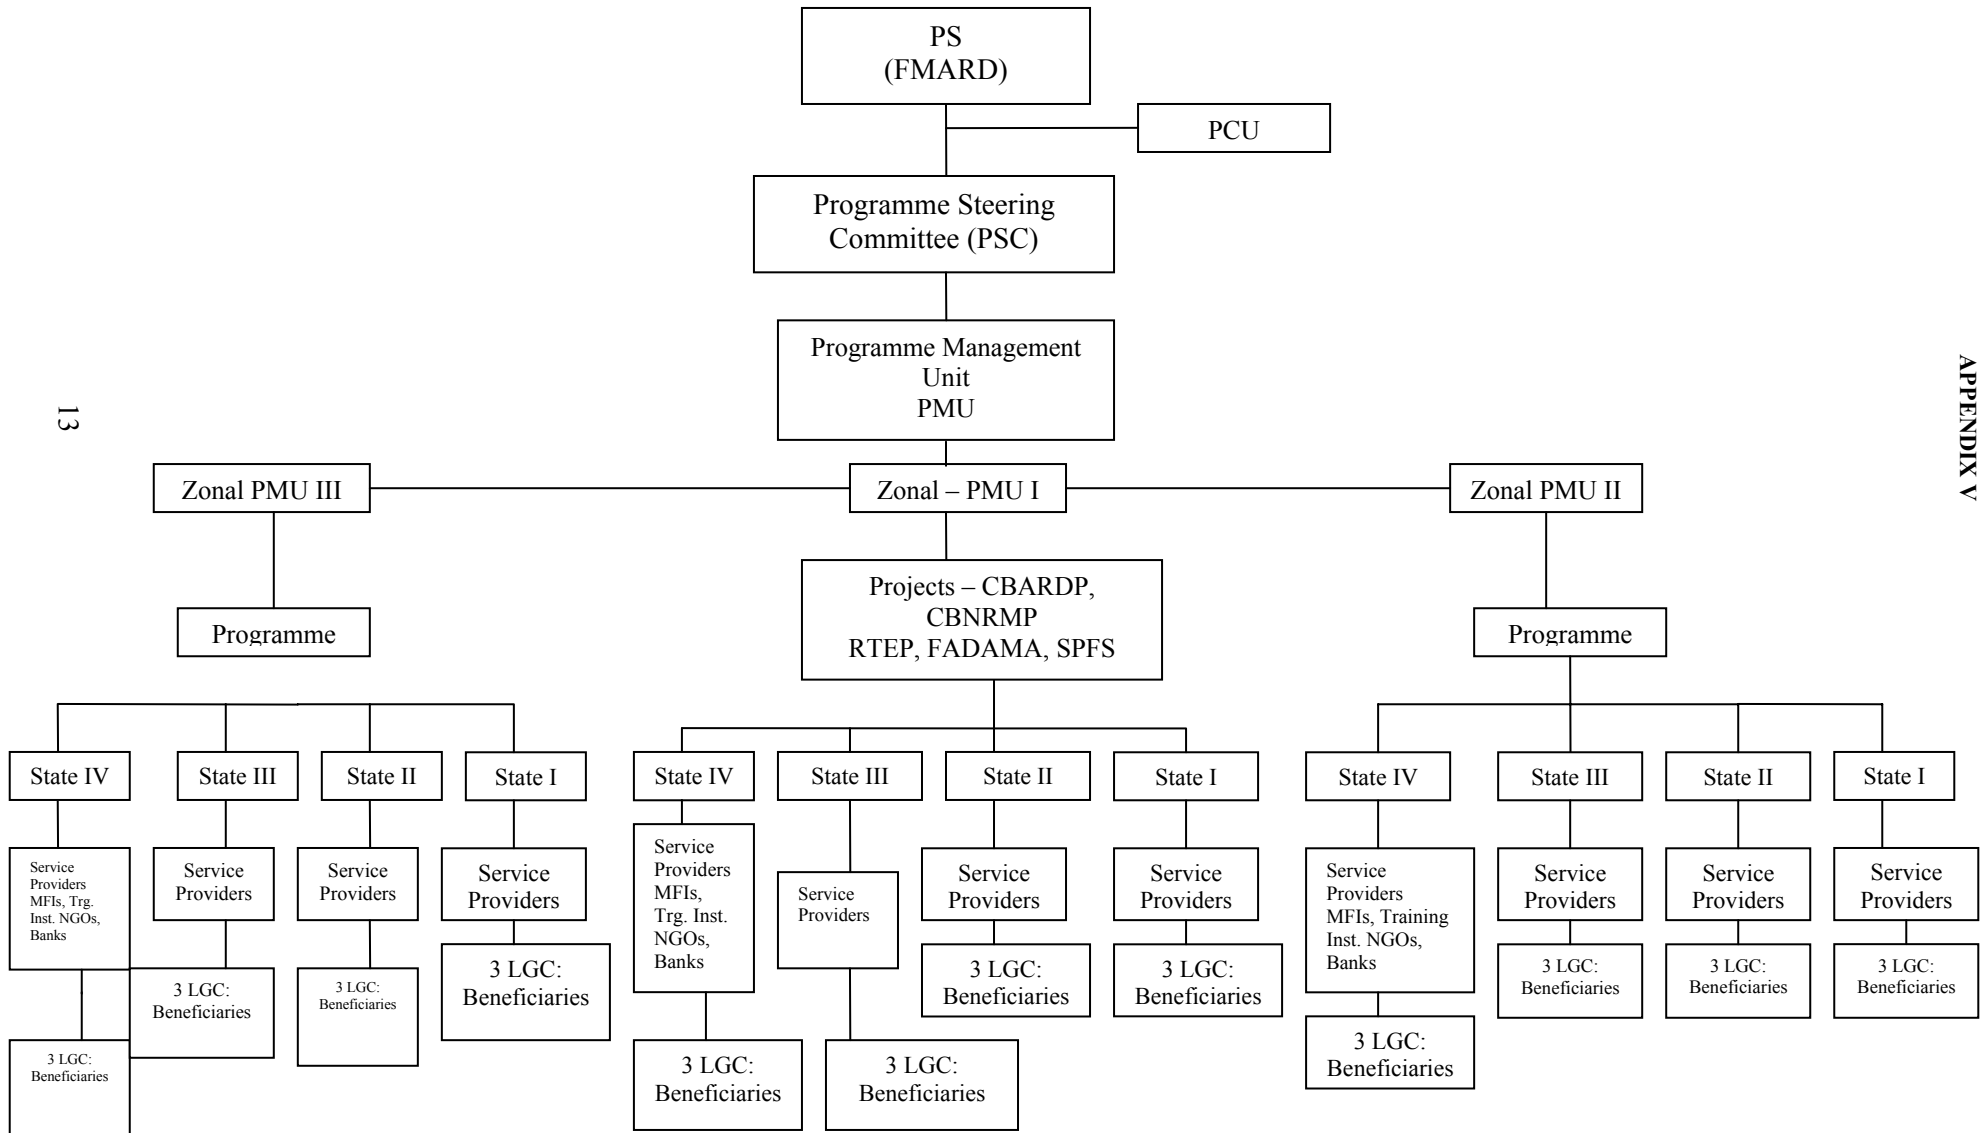 PS
(FMARD)
PCU
Programme Steering
Committee (PSC)
Programme Management
Unit
PMU
APPENDIX V
13
Zonal PMU III
Zonal – PMU I
Zonal PMU II
Projects – CBARDP,
CBNRMP
RTEP, FADAMA, SPFS
Programme
Programme
State IV
State III
State II
State I
State IV
State III
State II
State I
State IV
State III
State II
State I
Service
Providers
MFIs, Trg.
Inst. NGOs,
Banks
Service
Providers
Service
Providers
Service
Providers
Service
Providers
MFIs,
Trg. Inst.
NGOs,
Banks
Service
Providers
Service
Providers
Service
Providers
Service
Providers
MFIs, Training
Inst. NGOs,
Banks
Service
Providers
Service
Providers
Service
Providers
3 LGC:
Beneficiaries
3 LGC:
Beneficiaries
3 LGC:
Beneficiaries
3 LGC:
Beneficiaries
3 LGC:
Beneficiaries
3 LGC:
Beneficiaries
3 LGC:
Beneficiaries
3 LGC:
Beneficiaries
3 LGC:
Beneficiaries
3 LGC:
Beneficiaries
3 LGC:
Beneficiaries
3 LGC:
Beneficiaries